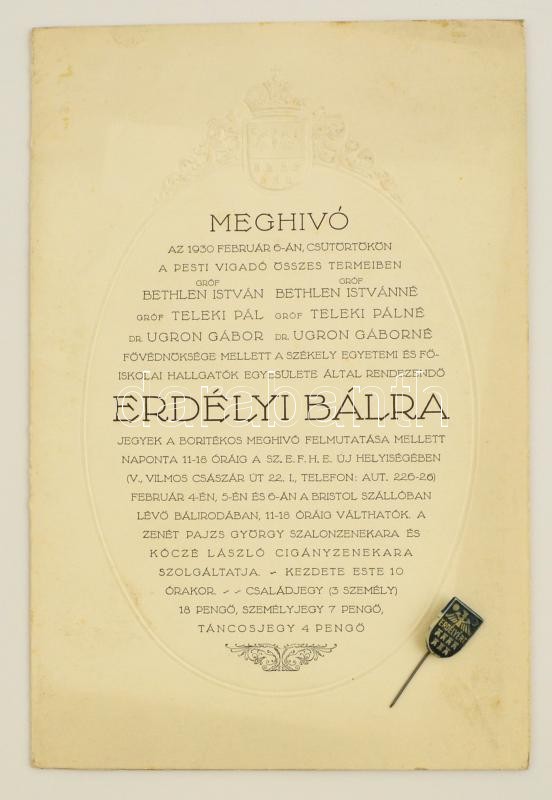 MEGHIVÓ
AZ 1930 FEBRUÁR 6-ÁN, CSÜTÖRTÖKÖN
A PESTI VIGADÓ ÖSSZES TERMEIBEN
GRÓF GRÓF
BETHLEN ISTVÁN BETHLEN ISTVÁNNÉ
GRÓF TELEKI PÁL GRÓF TELEKI PÁLNÉ
DR. UGRON GÁBOR DR. UGRON GÁBORNÉ
FŐVÉDNÜKSÉGE MELLETT A SZÉKELY EGYETEMI ÉS FŐ-
ISKOLAI HALLGATÓK EGYESÜLETE ÁLTAL RENDEZENDŐ
darabanth
ERDÉLYI BÁLRA
JEGYEK A BORITÉKOS MEGHIVÓ FELMUTATÁSA MELLETT
NAPONTA 11-18 ÓRÁIG A SZ. E. F. H. E. ÚJ HELYISÉGÉBEN
(V., VILMOS CSÁSZÁR ÚT 22. I., TELEFON: AUT. 226-26)
FEBRUÁR 4-ÉN, 5-ÉN ÉS 6-ÁN A BRISTOL SZÁLLÓBAN
LÉVŐ BÁLIRODÁBAN, 11-18 ÓRÁIG VÁLTHATÓK. A
ZENÉT PAJZS GYÖRGY SZALONZENEKARA ÉS
KÓCZÉ LÁSZLÓ CIGÁNYZENEKARA
SZOLGÁLTATJA. ~ KEZDETE ESTE 10
ÓRAKOR. ~ ~ CSALÁDJEGY (3 SZEMÉLY)
18 PENGŐ, SZEMÉLYJEGY 7 PENGŐ,
TÁNCOSJEGY 4 PENGŐ
ERDÉLYÉRT